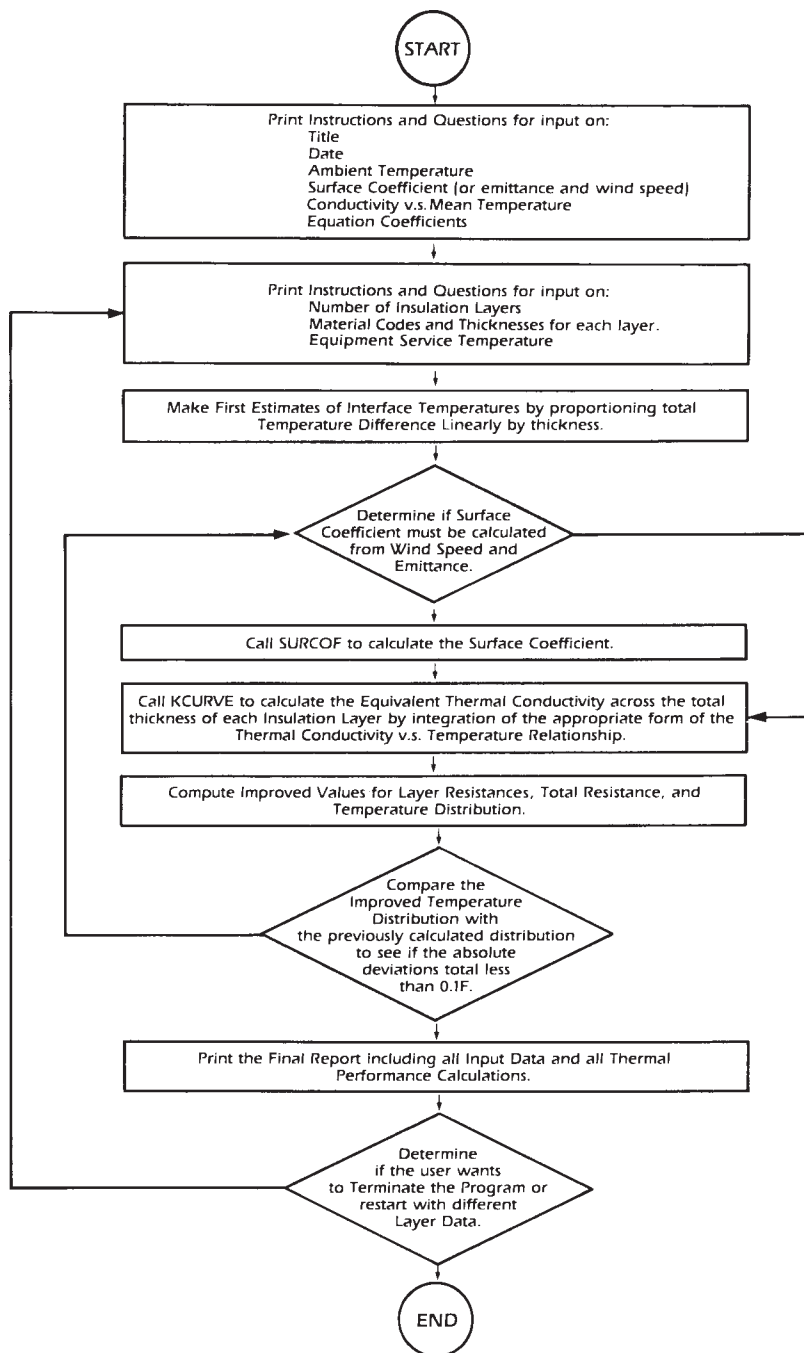 START
Print Instructions and Questions for input on:
Title
Date
Ambient Temperature
Surface Coefficient (or emittance and wind speed)
Conductivity v.s. Mean Temperature
Equation Coefficients
Print Instructions and Questions for input on:
Number of Insulation Layers
Material Codes and Thicknesses for each layer.
Equipment Service Temperature
Make First Estimates of Interface Temperatures by proportioning total
Temperature Difference Linearly by thickness.
Determine if Surface
Coefficient must be calculated
from Wind Speed and
Emittance.
Call SURCOF to calculate the Surface Coefficient.
Call KCURVE to calculate the Equivalent Thermal Conductivity across the total
thickness of each Insulation Layer by integration of the appropriate form of the
Thermal Conductivity v.s. Temperature Relationship.
Compute Improved Values for Layer Resistances, Total Resistance, and
Temperature Distribution.
Compare the
Improved Temperature
Distribution with
the previously calculated distribution
to see if the absolute
deviations total less
than 0.1F.
Print the Final Report including all Input Data and all Thermal
Performance Calculations.
Determine
if the user wants
to Terminate the Program or
restart with different
Layer Data.
END